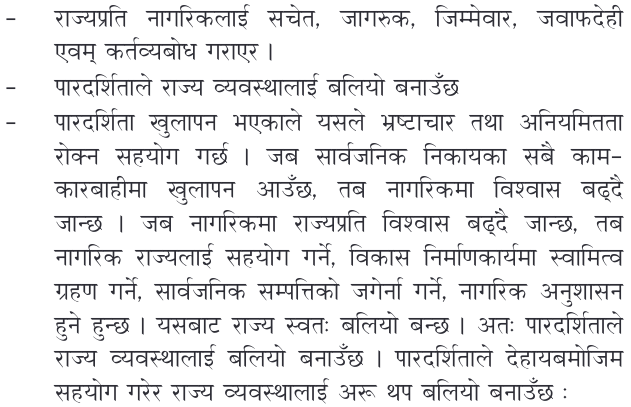 - राज्यप्रति नागरिकलाई सचेत, जागरुक, जिम्मेवार, जवाफदेही
एवम् कर्तव्यबोध गराएर ।
- पारदर्शिताले राज्य व्यवस्थालाई बलियो बनाउँछ
- पारदर्शिता खुलापन भएकाले यसले भ्रष्टाचार तथा अनियमितता
रोक्न सहयोग गर्छ । जब सार्वजनिक निकायका सबै काम-
कारबाहीमा खुलापन आउँछ, तब नागरिकमा विश्वास बढ्दै
जान्छ । जब नागरिकमा राज्यप्रति विश्वास बढ्दै जान्छ, तब
नागरिक राज्यलाई सहयोग गर्ने, विकास निर्माणकार्यमा स्वामित्व
ग्रहण गर्ने, सार्वजनिक सम्पत्तिको जगेर्ना गर्ने, नागरिक अनुशासन
हुने हुन्छ । यसबाट राज्य स्वतः बलियो बन्छ । अतः पारदर्शिताले
राज्य व्यवस्थालाई बलियो बनाउँछ । पारदर्शिताले देहायबमोजिम
सहयोग गरेर राज्य व्यवस्थालाई अरू थप बलियो बनाउँछ :